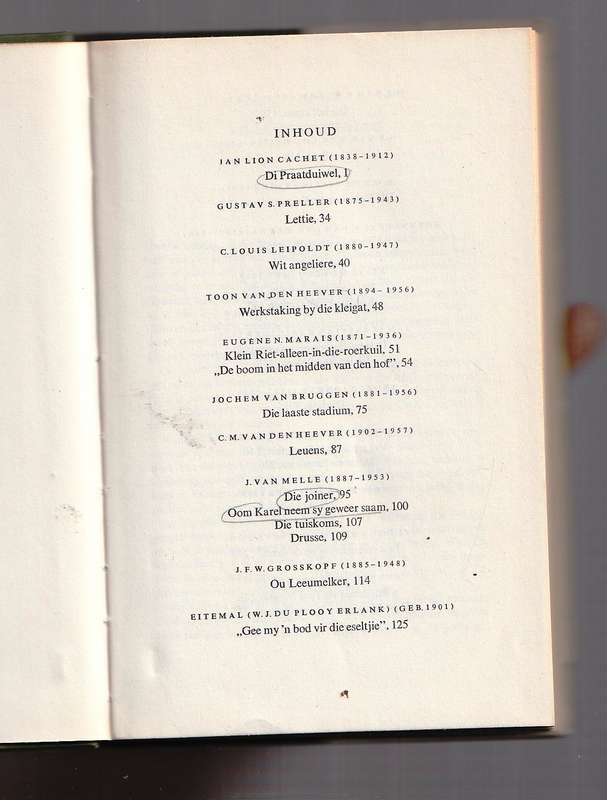 INHOUD
JAN LION CACHET (1838–1912)
Di Praatduiwel, 1
GUSTAV S. PRELLER (1875–1943)
Lettie, 34
C. LOUIS LEIPOLDT (1880–1947)
Wit angeliere, 40
TOON VAN DEN HEEVER (1894–1956)
Werkstaking by die kleigat, 48
EUGENE N. MARAIS (1871–1936)
Klein Riet-alleen-in-die-roerkuil, 51
„De boom in het midden van den hof”, 54
JOCHEM VAN BRUGGEN (1881–1956)
Die laaste stadium, 75
C. M. VAN DEN HEEVER (1902–1957)
Leuens, 87
J. VAN MELLE (1887–1953)
Die joiner, 95
Oom Karel neem sy geweer saam, 100
Die tuiskoms, 107
Drusse, 109
J. F. W. GROSSKOPF (1885–1948)
Ou Leeumelker, 114
EITEMAL (W. J. DU PLOOY ERLANK) (GEB. 1901)
„Gee my 'n bod vir die eseltjie”. 125